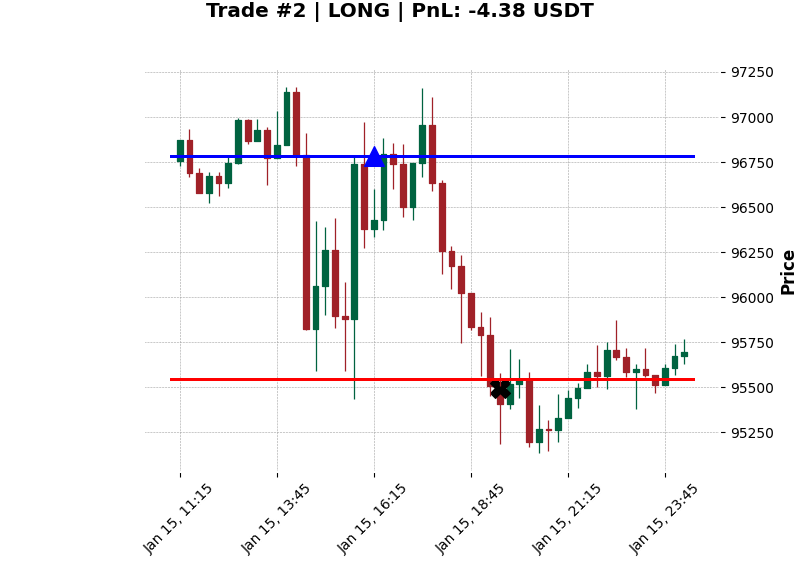 Trade #2 | LONG | PnL: -4.38 USDT
97250
97000
96750
96500
96250
96000
95750
95500
95250
Price
Jan 15, 11:15
Jan 15, 13:45
Jan 15, 16:15
Jan 15, 18:45
Jan 15, 21:15
Jan 15, 23:45